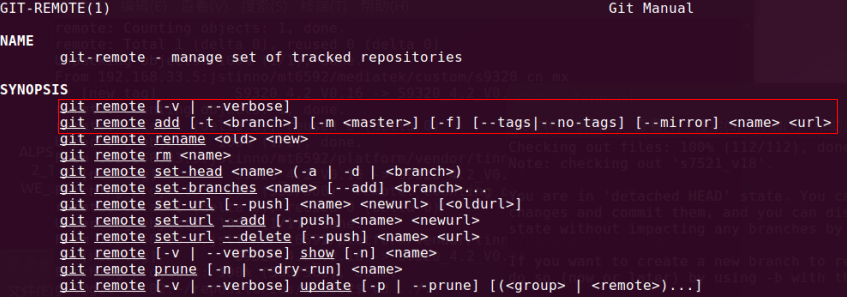 GIT-REMOTE(1) Git Manual
NAME
git-remote - manage set of tracked repositories
SYNOPSIS
git remote [-v | --verbose]
git remote add [-t <branch>] [-m <master>] [-f] [--tags|--no-tags] [--mirror] <name> <url>
git remote rename <old> <new>
git remote rm <name>
git remote set-head <name> (-a | -d | <branch>)
git remote set-branches <name> [--add] <branch>...
git remote set-url [--push] <name> <newurl> [<oldurl>]
git remote set-url --add [--push] <name> <newurl>
git remote set-url --delete [--push] <name> <url>
git remote [-v | --verbose] show [-n] <name>
git remote prune [-n | --dry-run] <name>
git remote [-v | --verbose] update [-p | --prune] [(<group> | <remote>)...]